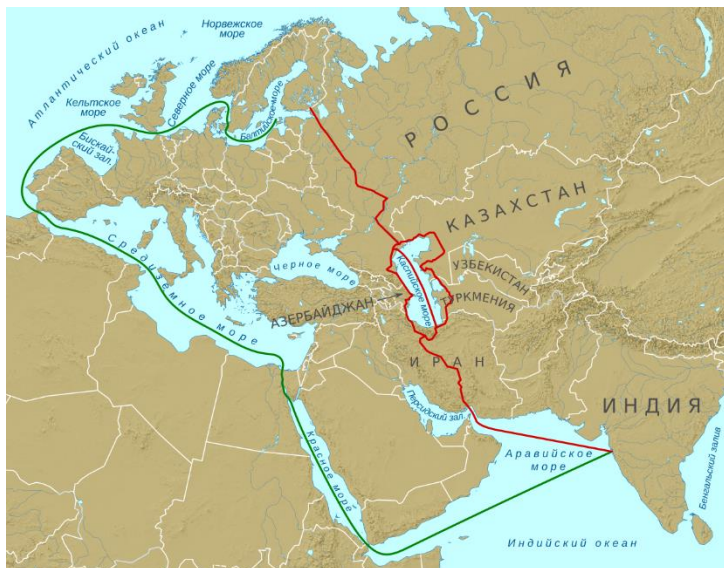 Норвежское
море
Атлантический океан
Северное море
Кельтское
море
Балтийское море
Бискай-
ский зал.
РОССИЯ
КАЗАХСТАН
Средиземное море
Черное море
Каспийское море
УЗБЕКИСТАН
ТУРКМЕНИЯ
АЗЕРБАЙДЖАН
ИРАН
Персидский зал.
ИНДИЯ
Красное море
Аравийское
море
Бенгальский залив
Индийский океан